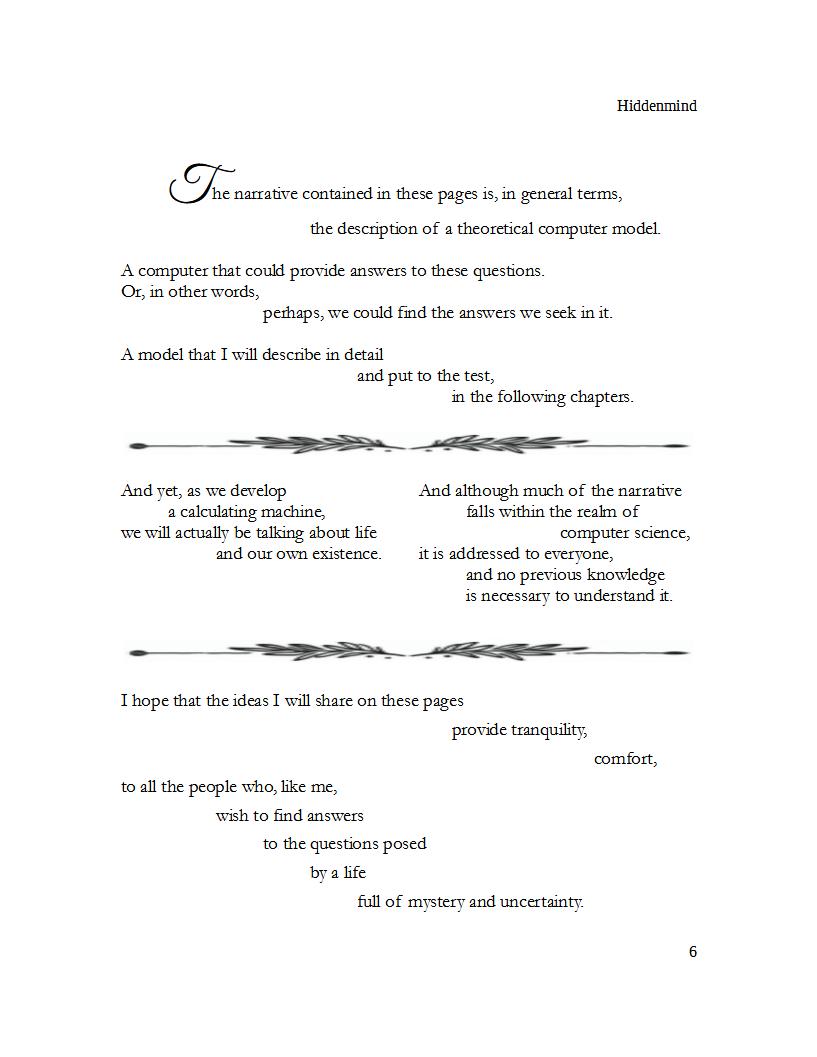 Hiddenmind
The narrative contained in these pages is, in general terms,
the description of a theoretical computer model.
A computer that could provide answers to these questions.
Or, in other words,
perhaps, we could find the answers we seek in it.
A model that I will describe in detail
and put to the test,
in the following chapters.
And yet, as we develop
a calculating machine,
we will actually be talking about life
and our own existence.
And although much of the narrative
falls within the realm of
computer science,
it is addressed to everyone,
and no previous knowledge
is necessary to understand it.
I hope that the ideas I will share on these pages
provide tranquility,
comfort,
to all the people who, like me,
wish to find answers
to the questions posed
by a life
full of mystery and uncertainty.
6